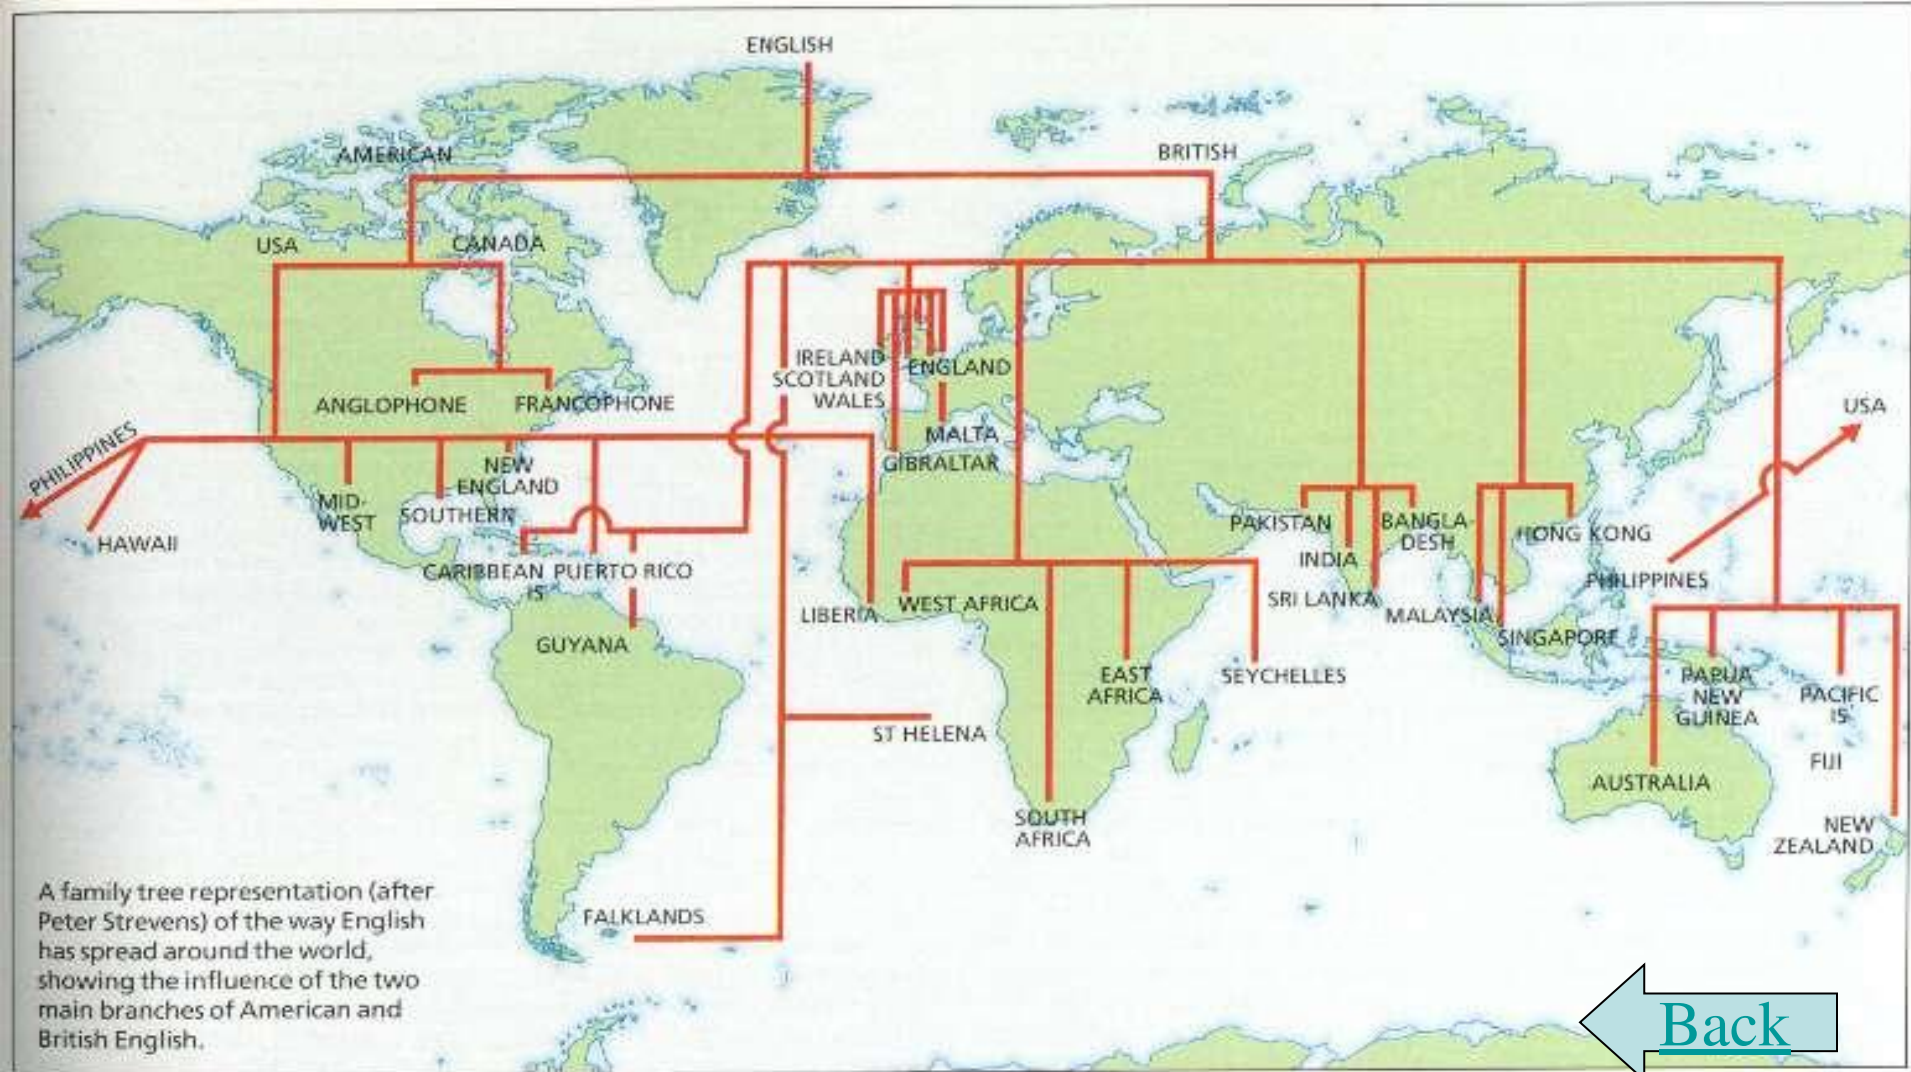 ENGLISH
AMERICAN
BRITISH
USA
CANADA
IRELAND
SCOTLAND
WALES
ENGLAND
ANGLOPHONE
FRANCOPHONE
USA
PHILIPPINES
MALTA
GIBRALTAR
NEW
ENGLAND
MID-
WEST
SOUTHERN
HAWAII
PAKISTAN
BANGLA-
DESH
HONG KONG
INDIA
CARIBBEAN
IS
PUERTO RICO
PHILIPPINES
LIBERIA
WEST AFRICA
SRI LANKA
MALAYSIA
SINGAPORE
GUYANA
EAST
AFRICA
SEYCHELLES
PAPUA
NEW
GUINEA
PACIFIC
IS
ST HELENA
FIJI
AUSTRALIA
SOUTH
AFRICA
NEW
ZEALAND
FALKLANDS
A family tree representation (after
Peter Strevens) of the way English
has spread around the world,
showing the influence of the two
main branches of American and
British English.
Back